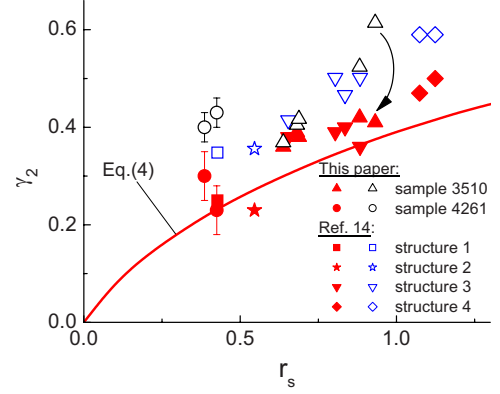 0.6
0.4
γ2
Eq.(4)
This paper:
sample 3510
sample 4261
0.2
Ref. 14:
structure 1
structure 2
structure 3
structure 4
0.0
0.0
0.5
1.0
rs